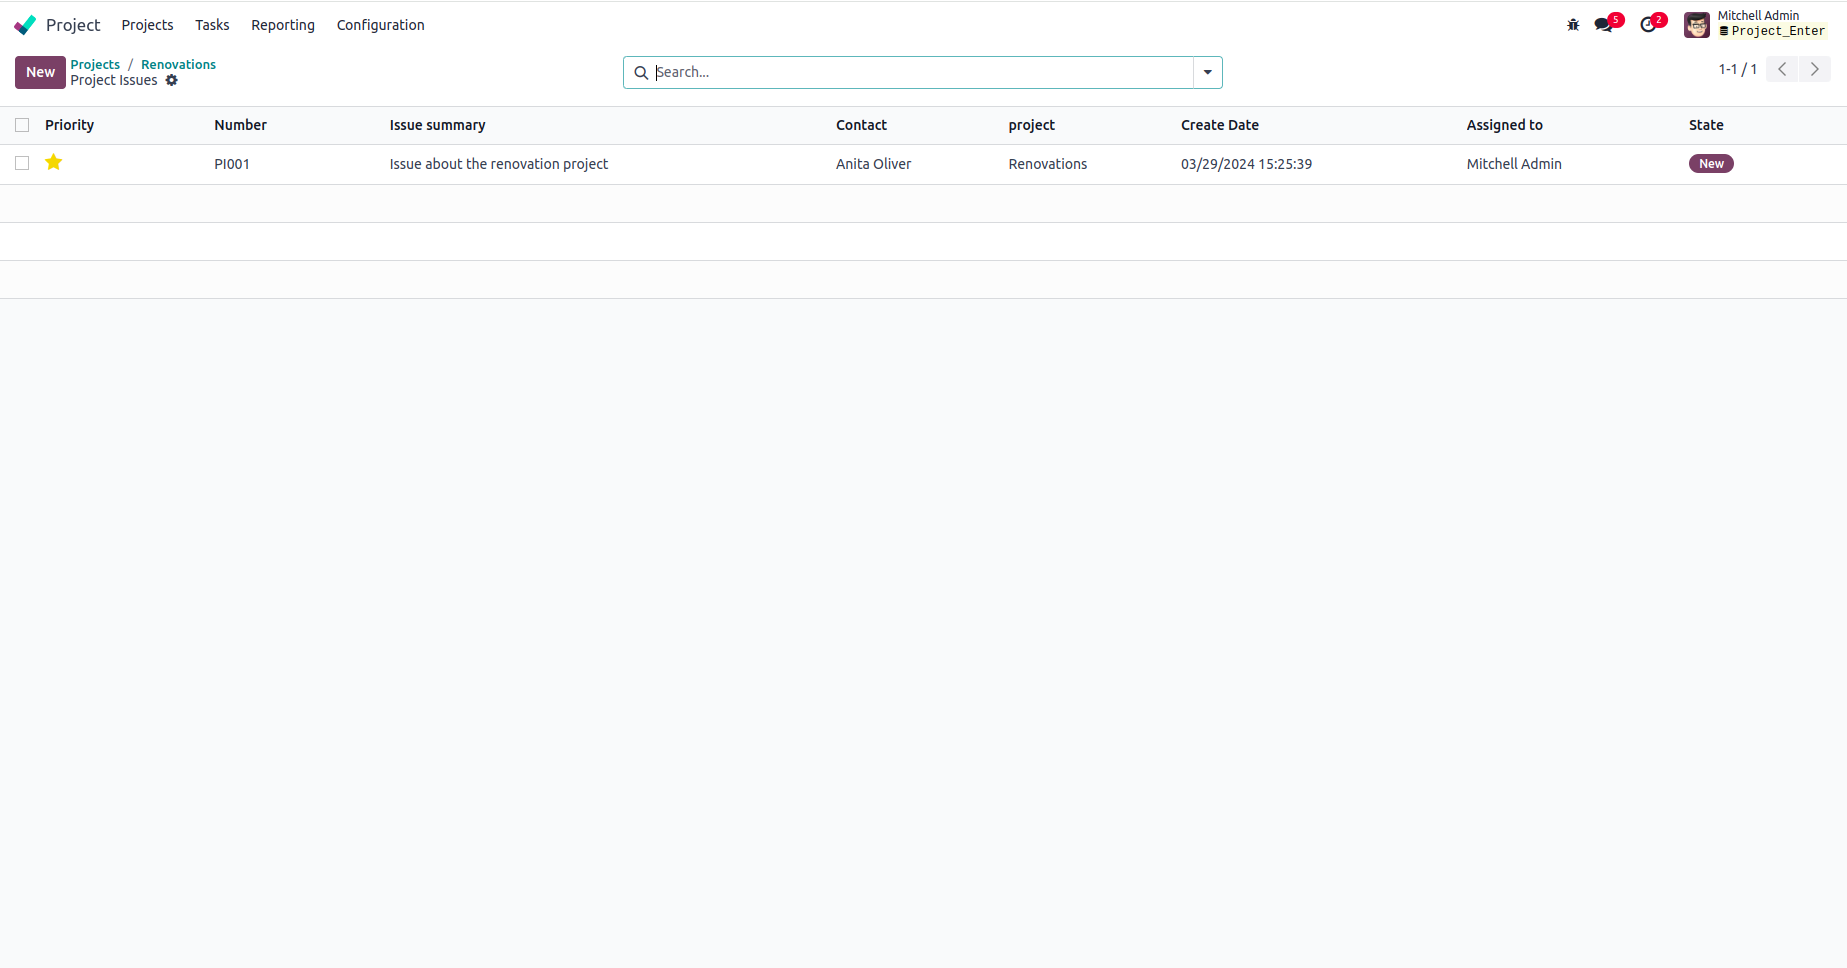 Project Projects Tasks Reporting Configuration 5 2 Mitchell Admin
Project_Enter
New Projects / Renovations Search... 1-1 / 1
Project Issues
Priority Number Issue summary Contact project Create Date Assigned to State
PI001 Issue about the renovation project Anita Oliver Renovations 03/29/2024 15:25:39 Mitchell Admin New